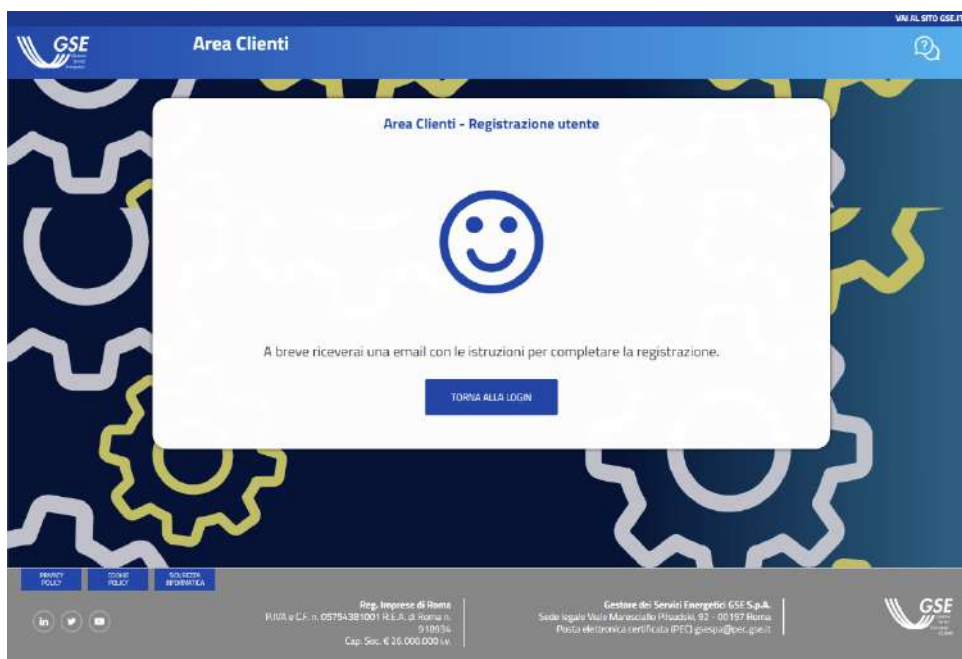 VAI AL SITO GSE.IT
GSE
Area Clienti
Area Clienti - Registrazione utente
A breve riceverai una email con le istruzioni per completare la registrazione.
TORNA ALLA LOGIN
PRIVACY
POLICY
COOKIE
POLICY
SICUREZZA
INFORMATICA
Reg. Imprese di Roma
P.IVA e C.F. n. 05754381001 R.E.A. di Roma n.
918934
Cap. Soc. € 26.000.000 i.v.
Gestore dei Servizi Energetici GSE S.p.A.
Sede legale Viale Maresciallo Pilsudski, 92 - 00197 Roma
Posta elettronica certificata (PEC) gsespa@pec.gse.it
GSE